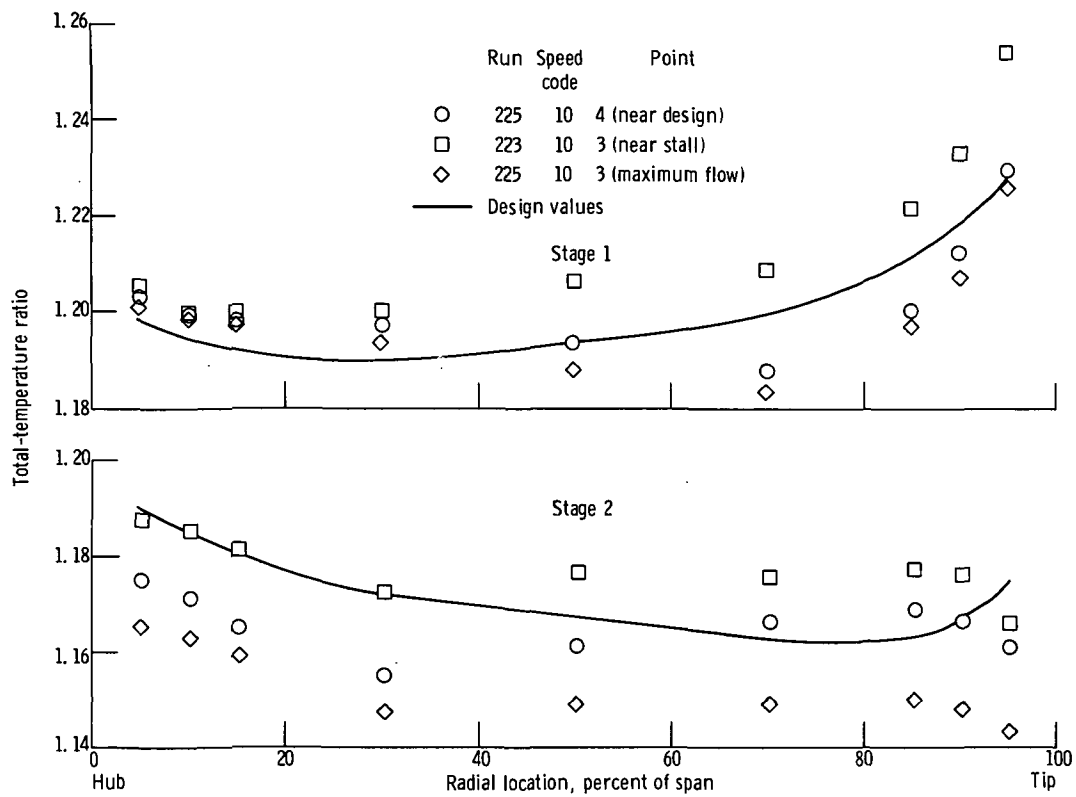 1.26
1.24
1.22
1.20
1.18
Run Speed code Point
225 10 4 (near design)
223 10 3 (near stall)
225 10 3 (maximum flow)
Design values
Stage 1
Total-temperature ratio
1.20
1.18
1.16
1.14
Stage 2
0 20 40 60 80 100
Hub Radial location, percent of span Tip